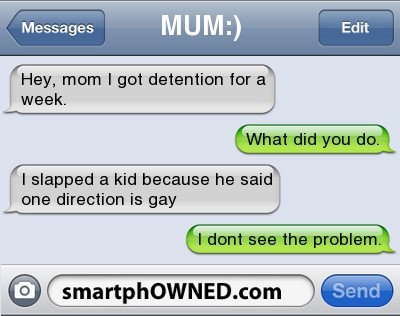 Messages
MUM:)
Edit
Hey, mom I got detention for a
week.
What did you do.
I slapped a kid because he said
one direction is gay
I dont see the problem.
smartphOWNED.com
Send